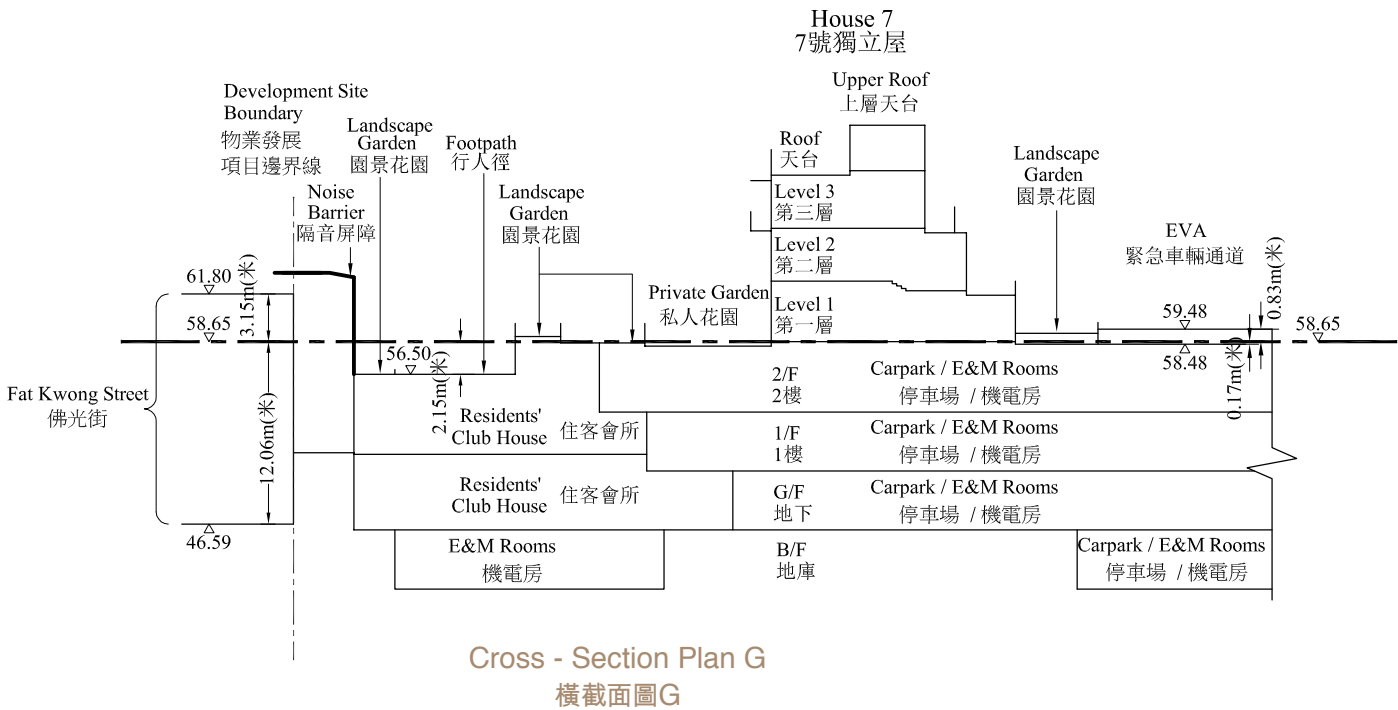 House 7
7號獨立屋
Upper Roof
上層天台
Development Site
Boundary
物業發展
項目邊界線
Landscape
Garden
園景花園
Footpath
行人徑
Roof
天台
Landscape
Garden
園景花園
Noise
Barrier
隔音屏障
Landscape
Garden
園景花園
Level 3
第三層
EVA
緊急車輛通道
Level 2
第二層
61.80
3.15m(米)
58.65
Private Garden
私人花園
Level 1
第一層
59.48
0.83m(米)
58.65
56.50
2.15m(米)
58.48
0.17m(米)
Fat Kwong Street
佛光街
12.06m(米)
46.59
2/F
2樓
Carpark / E&M Rooms
停車場 / 機電房
Residents'
Club House 住客會所
1/F
1樓
Carpark / E&M Rooms
停車場 / 機電房
Residents'
Club House 住客會所
G/F
地下
Carpark / E&M Rooms
停車場 / 機電房
E&M Rooms
機電房
B/F
地庫
Carpark / E&M Rooms
停車場 / 機電房
Cross - Section Plan G
橫截面圖G